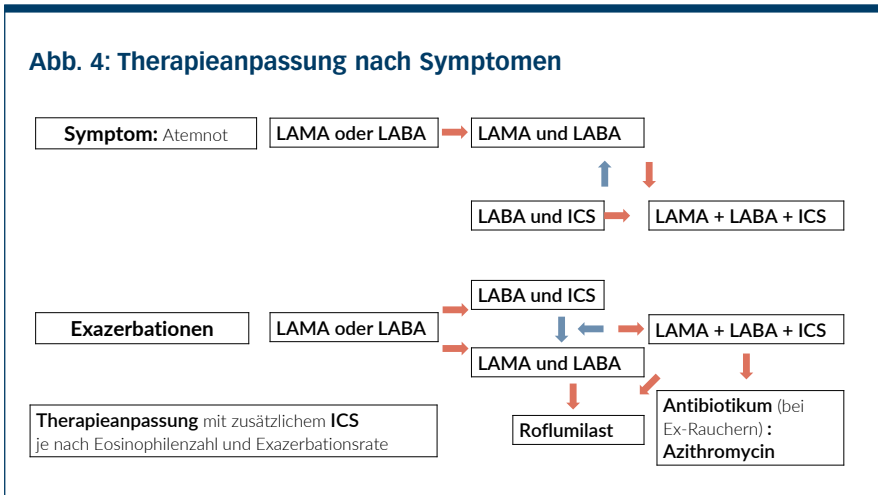 Abb. 4: Therapieanpassung nach Symptomen
Symptom: Atemnot
LAMA oder LABA
LAMA und LABA
LABA und ICS
LAMA + LABA + ICS
Exazerbationen
LAMA oder LABA
LABA und ICS
LAMA und LABA
LAMA + LABA + ICS
Roflumilast
Antibiotikum (bei
Ex-Rauchern) :
Azithromycin
Therapieanpassung mit zusätzlichem ICS
je nach Eosinophilenzahl und Exazerbationsrate